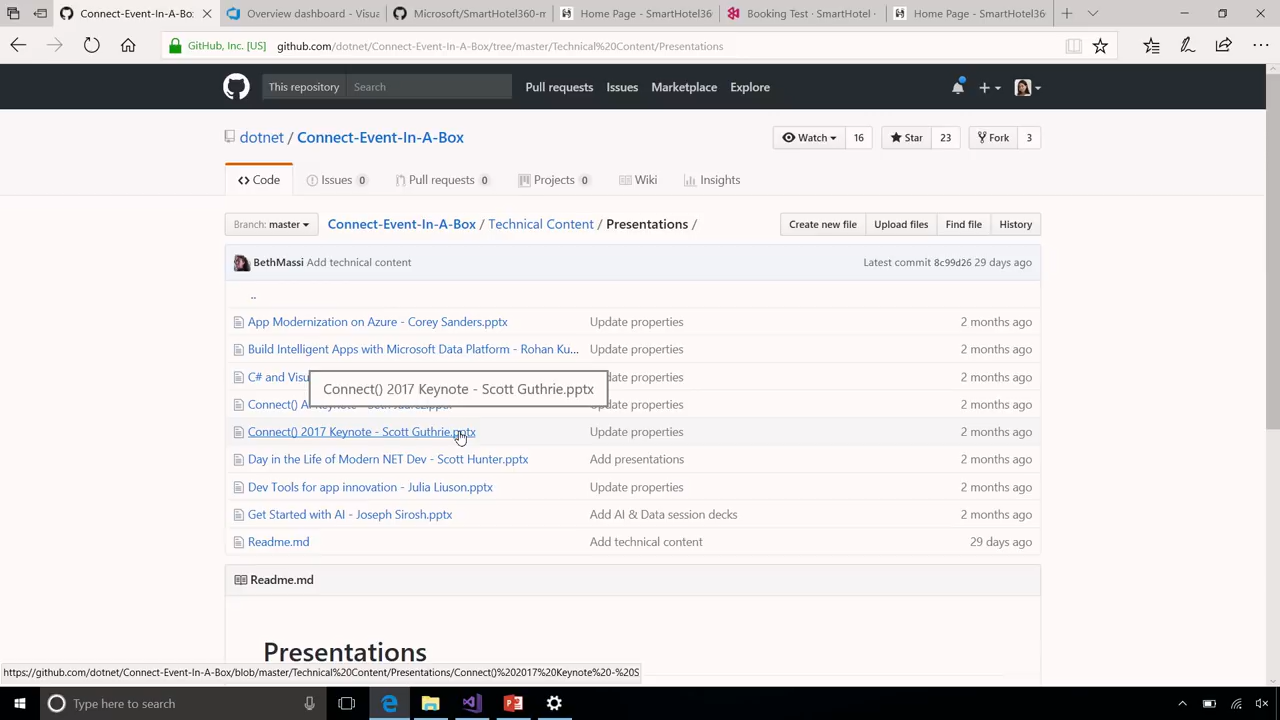 Connect-Event-In-A-Bo
Overview dashboard - Visua
Microsoft/SmartHotel360-m
Home Page - SmartHotel36
Booking Test · SmartHotel
Home Page - SmartHotel36
GitHub, Inc. [US]
github.com/dotnet/Connect-Event-In-A-Box/tree/master/Technical%20Content/Presentations
This repository
Search
Pull requests
Issues
Marketplace
Explore
dotnet / Connect-Event-In-A-Box
Watch 16
Star 23
Fork 3
Code
Issues 0
Pull requests 0
Projects 0
Wiki
Insights
Branch: master
Connect-Event-In-A-Box / Technical Content / Presentations /
Create new file
Upload files
Find file
History
BethMassi Add technical content
Latest commit 8c99d26 29 days ago
..
App Modernization on Azure - Corey Sanders.pptx
Update properties
2 months ago
Build Intelligent Apps with Microsoft Data Platform - Rohan Ku...
Update properties
2 months ago
C# and Visu
date properties
2 months ago
Connect() 2017 Keynote - Scott Guthrie.pptx
Connect() AI
Update properties
2 months ago
Connect() 2017 Keynote - Scott Guthrie.pptx
Update properties
2 months ago
Day in the Life of Modern NET Dev - Scott Hunter.pptx
Add presentations
2 months ago
Dev Tools for app innovation - Julia Liuson.pptx
Update properties
2 months ago
Get Started with AI - Joseph Sirosh.pptx
Add AI & Data session decks
2 months ago
Readme.md
Add technical content
29 days ago
Readme.md
Presentations
https://github.com/dotnet/Connect-Event-In-A-Box/blob/master/Technical%20Content/Presentations/Connect()%202017%20Keynote%20-%20S
Type here to search